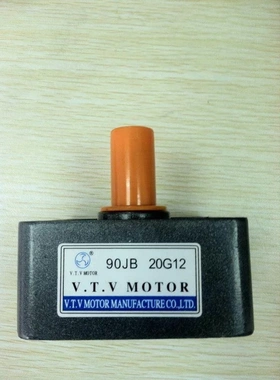 ®
V.T.V MOTOR
90JB 20G12
V.T.V MOTOR
V.T.V MOTOR MANUFACTURE CO.,LTD.